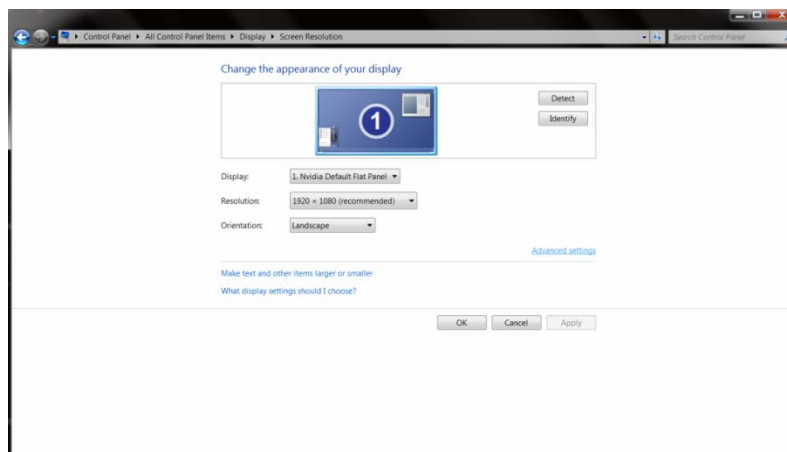 Control Panel ▸ All Control Panel Items ▸ Display ▸ Screen Resolution
Search Control Panel
Change the appearance of your display
1
Detect
Identify
Display: 1. Nvidia Default Flat Panel
Resolution: 1920 × 1080 (recommended)
Orientation: Landscape
Advanced settings
Make text and other items larger or smaller
What display settings should I choose?
OK Cancel Apply